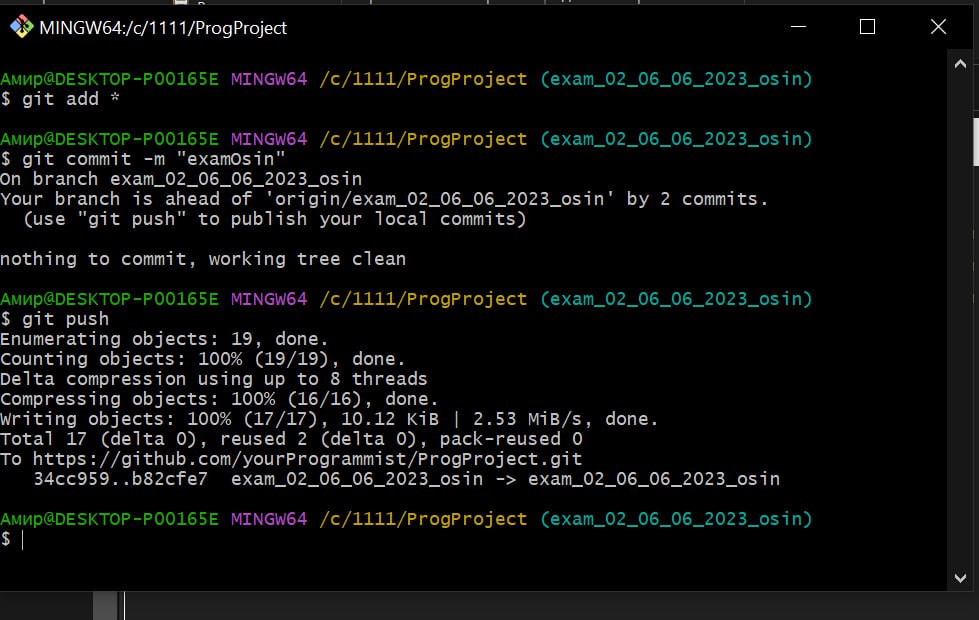 MINGW64:/c/1111/ProgProject
Амир@DESKTOP-P00165E MINGW64 /c/1111/ProgProject (exam_02_06_06_2023_osin)
$ git add *
Амир@DESKTOP-P00165E MINGW64 /c/1111/ProgProject (exam_02_06_06_2023_osin)
$ git commit -m "examOsin"
On branch exam_02_06_06_2023_osin
Your branch is ahead of 'origin/exam_02_06_06_2023_osin' by 2 commits.
  (use "git push" to publish your local commits)
nothing to commit, working tree clean
Амир@DESKTOP-P00165E MINGW64 /c/1111/ProgProject (exam_02_06_06_2023_osin)
$ git push
Enumerating objects: 19, done.
Counting objects: 100% (19/19), done.
Delta compression using up to 8 threads
Compressing objects: 100% (16/16), done.
Writing objects: 100% (17/17), 10.12 KiB | 2.53 MiB/s, done.
Total 17 (delta 0), reused 2 (delta 0), pack-reused 0
To https://github.com/yourProgrammist/ProgProject.git
   34cc959..b82cfe7  exam_02_06_06_2023_osin -> exam_02_06_06_2023_osin
Амир@DESKTOP-P00165E MINGW64 /c/1111/ProgProject (exam_02_06_06_2023_osin)
$